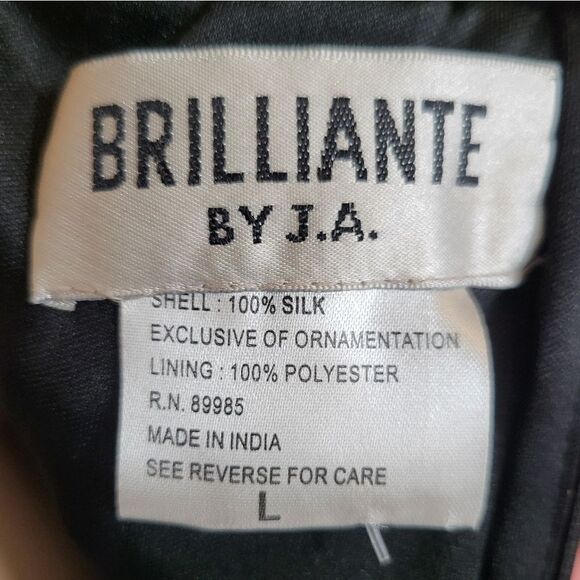 BRILLIANTE
BY J.A.
SHELL : 100% SILK
EXCLUSIVE OF ORNAMENTATION
LINING : 100% POLYESTER
R.N. 89985
MADE IN INDIA
SEE REVERSE FOR CARE
L